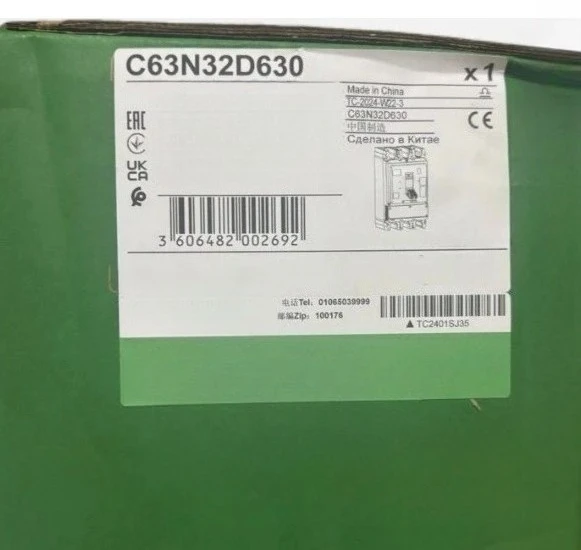 C63N32D630
x 1
Made in China
TC-2024-W22-3
C63N32D630
中国制造
Сделано в Китае
EAC
CE
UK
CA
3 606482 002692
电话Tel: 01065039999
邮编Zip: 100176
▲TC2401SJ35